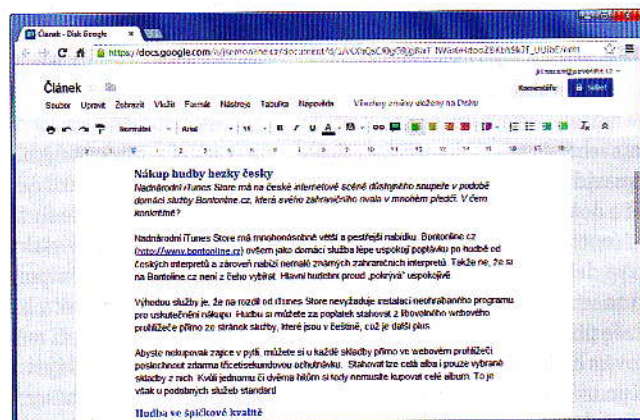 Článek - Disk Google
Článek
Komentáře
Soubor Upravit Zobrazit Vložit Formát Nástroje Tabulka Nápověda Všechny změny uloženy na Disku
Nákup hudby hezky česky
Nadnárodní iTunes Store má na české internetové scéně důstojného soupeře v podobě
domácí služby Bontonline.cz, která svého zahraničního rivala v mnohém předčí. V čem
konkrétně?
Nadnárodní iTunes Store má mnohonásobně větší a pestřejší nabídku. Bontonline.cz
(http://www.bontonline.cz) ovšem jako domácí služba lépe uspokojí poptávku po hudbě od
českých interpretů a zároveň nabízí nemálo známých zahraničních interpretů. Takže ne, že si
na Bontonline.cz není z čeho vybírat. Hlavní hudební proud „pokrývá“ uspokojivě.
Výhodou služby je, že na rozdíl od iTunes Store nevyžaduje instalaci neohrabaného programu
pro uskutečnění nákupu. Hudbu si můžete za poplatek stahovat z libovolného webového
prohlížeče přímo ze stránek služby, které jsou v češtině, což je další plus.
Abyste nekupovali zajíce v pytli, můžete si u každé skladby přímo ve webovém prohlížeči
poslechnout zdarma třicetisekundovou ochutnávku. Stahovat lze celá alba i pouze vybrané
skladby z nich. Kvůli jednomu či dvěma hitům si tedy nemusíte kupovat celé album. To je
však u podobných služeb standard.
Hudba ve špičkové kvalitě